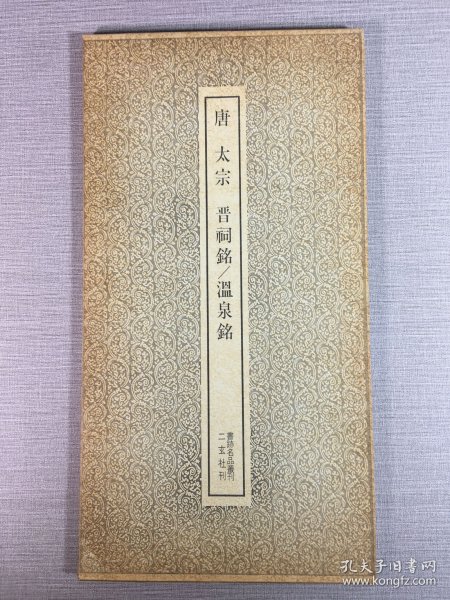 唐 太宗 晋祠銘/溫泉銘
書跡名品叢刊
二玄社刊
孔夫子旧书网
www.kongfz.com